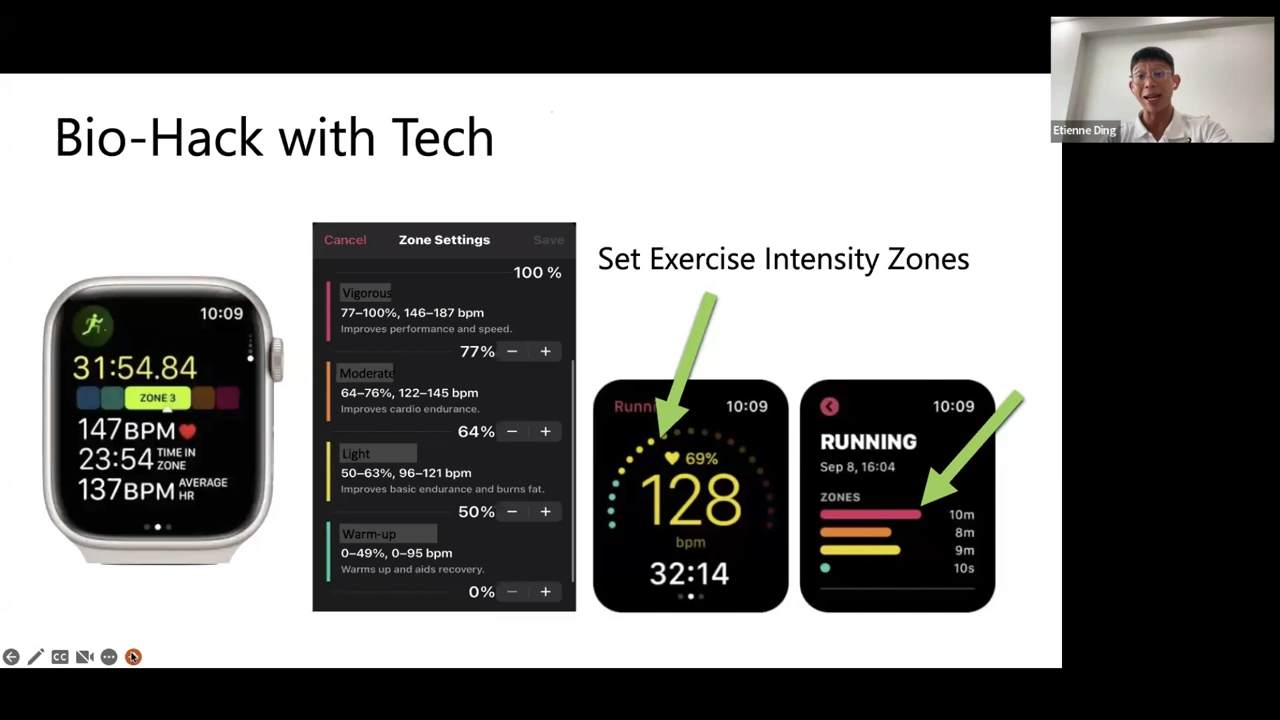 Bio-Hack with Tech
Etienne Ding
10:09
31:54.84
ZONE 3
147BPM
23:54 TIME IN ZONE
137BPM AVERAGE HR
Cancel Zone Settings Save
100 %
Vigorous
77–100%, 146–187 bpm
Improves performance and speed.
77% − +
Moderate
64–76%, 122–145 bpm
Improves cardio endurance.
64% − +
Light
50–63%, 96–121 bpm
Improves basic endurance and burns fat.
50% − +
Warm-up
0–49%, 0–95 bpm
Warms up and aids recovery.
0% − +
Set Exercise Intensity Zones
10:09
69%
128
bpm
32:14
10:09
RUNNING
Sep 8, 16:04
ZONES
10m
8m
9m
10s
CC